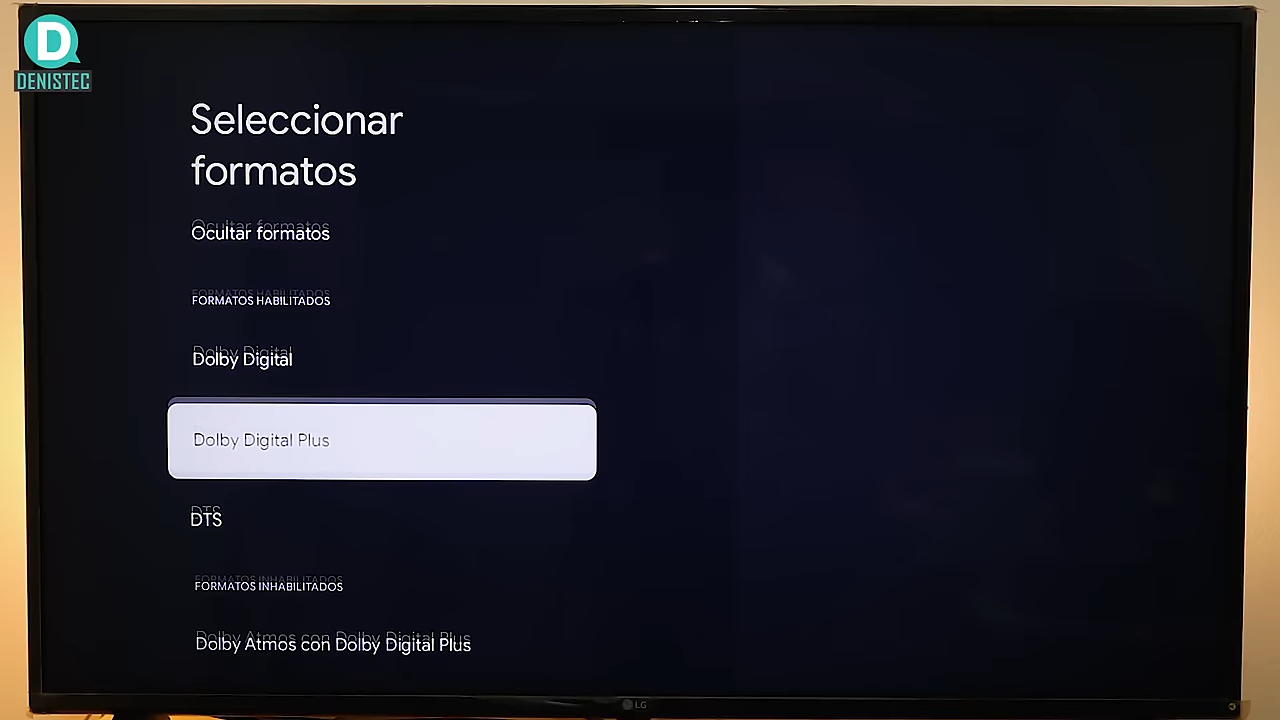 D
DENISTEC
Seleccionar
formatos
Ocultar formatos
FORMATOS HABILITADOS
Dolby Digital
Dolby Digital Plus
DTS
FORMATOS INHABILITADOS
Dolby Atmos con Dolby Digital Plus
LG